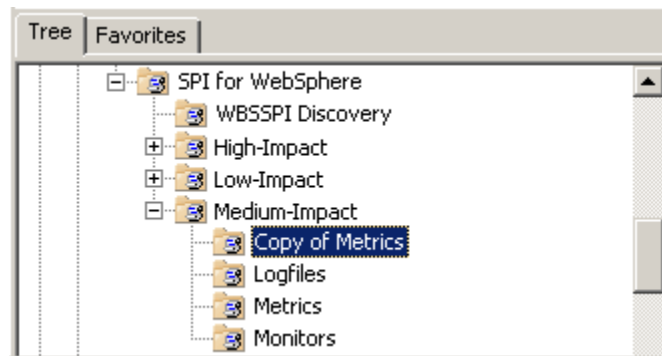 Tree Favorites
SPI for WebSphere
WBSSPI Discovery
High-Impact
Low-Impact
Medium-Impact
Copy of Metrics
Logfiles
Metrics
Monitors